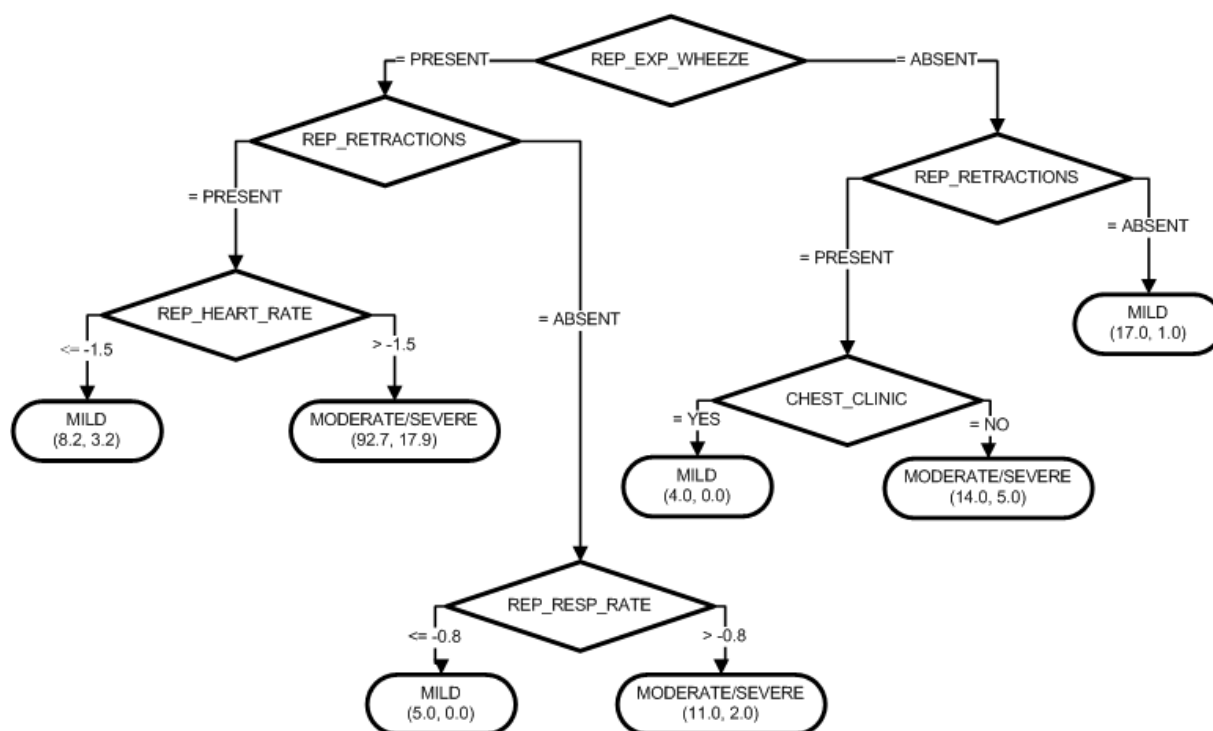 REP_EXP_WHEEZE
= PRESENT
= ABSENT
REP_RETRACTIONS
REP_RETRACTIONS
= PRESENT
= ABSENT
= PRESENT
REP_HEART_RATE
= ABSENT
MILD
(17.0, 1.0)
<= -1.5
> -1.5
CHEST_CLINIC
MILD
(8.2, 3.2)
MODERATE/SEVERE
(92.7, 17.9)
= YES
= NO
MILD
(4.0, 0.0)
MODERATE/SEVERE
(14.0, 5.0)
REP_RESP_RATE
<= -0.8
> -0.8
MILD
(5.0, 0.0)
MODERATE/SEVERE
(11.0, 2.0)